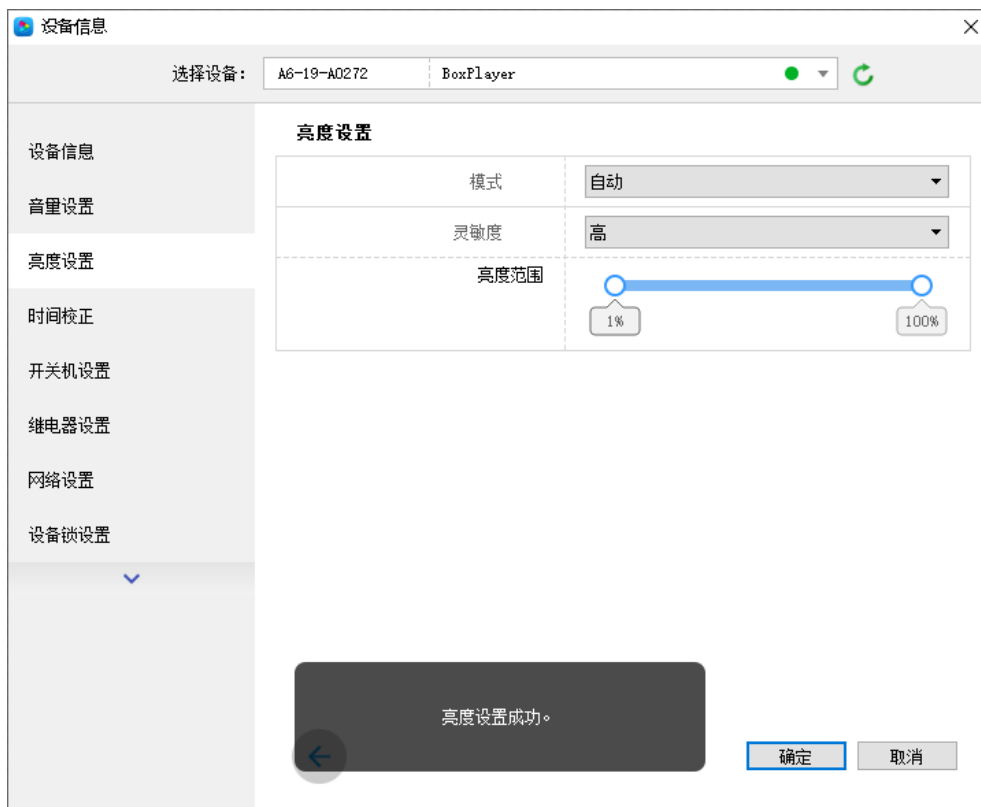 设备信息
选择设备: A6-19-A0272 BoxPlayer
设备信息
音量设置
亮度设置
时间校正
开关机设置
继电器设置
网络设置
设备锁设置
亮度设置
模式 自动
灵敏度 高
亮度范围
1% 100%
亮度设置成功。
确定 取消